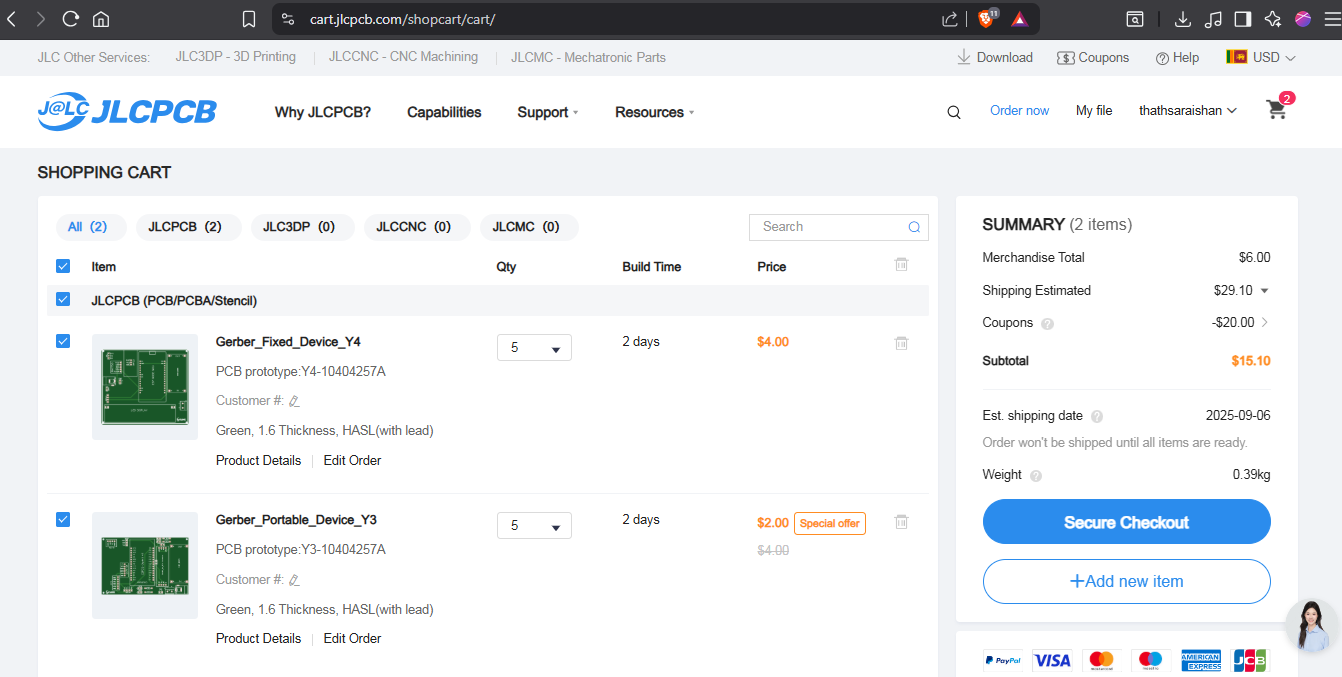 cart.jlcpcb.com/shopcart/cart/
11
JLC Other Services: JLC3DP - 3D Printing JLCCNC - CNC Machining JLCMC - Mechatronic Parts Download Coupons Help USD
J@LC JLCPCB Why JLCPCB? Capabilities Support Resources Order now My file thathsaraishan 2
SHOPPING CART
All (2) JLCPCB (2) JLC3DP (0) JLCCNC (0) JLCMC (0) Search
Item Qty Build Time Price
JLCPCB (PCB/PCBA/Stencil)
Gerber_Fixed_Device_Y4 5 2 days $4.00
PCB prototype:Y4-10404257A
Customer #:
Green, 1.6 Thickness, HASL(with lead)
Product Details Edit Order
Gerber_Portable_Device_Y3 5 2 days $2.00 Special offer
$4.00
PCB prototype:Y3-10404257A
Customer #:
Green, 1.6 Thickness, HASL(with lead)
Product Details Edit Order
SUMMARY (2 items)
Merchandise Total $6.00
Shipping Estimated $29.10
Coupons ? -$20.00
Subtotal $15.10
Est. shipping date ? 2025-09-06
Order won't be shipped until all items are ready.
Weight ? 0.39kg
Secure Checkout
+Add new item
PayPal VISA AMERICAN EXPRESS JCB